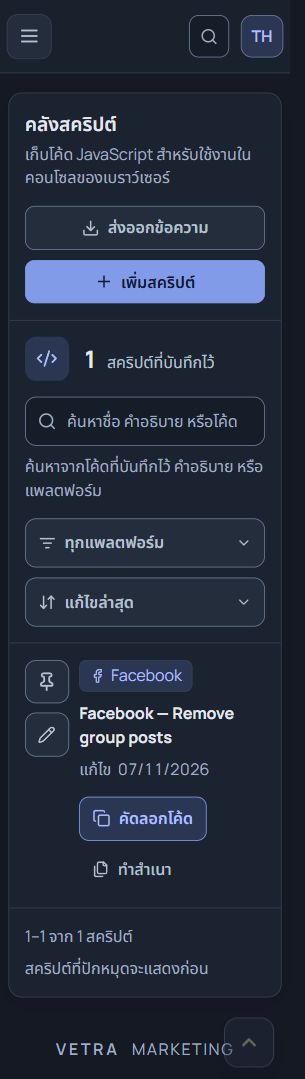 TH
คลังสคริปต์
เก็บโค้ด JavaScript สำหรับใช้งานใน
คอนโซลของเบราว์เซอร์
ส่งออกข้อความ
เพิ่มสคริปต์
1 สคริปต์ที่บันทึกไว้
ค้นหาชื่อ คำอธิบาย หรือโค้ด
ค้นหาจากโค้ดที่บันทึกไว้ คำอธิบาย หรือ
แพลตฟอร์ม
ทุกแพลตฟอร์ม
แก้ไขล่าสุด
Facebook
Facebook — Remove
group posts
แก้ไข 07/11/2026
คัดลอกโค้ด
ทำสำเนา
1–1 จาก 1 สคริปต์
สคริปต์ที่ปักหมุดจะแสดงก่อน
VETRA MARKETING